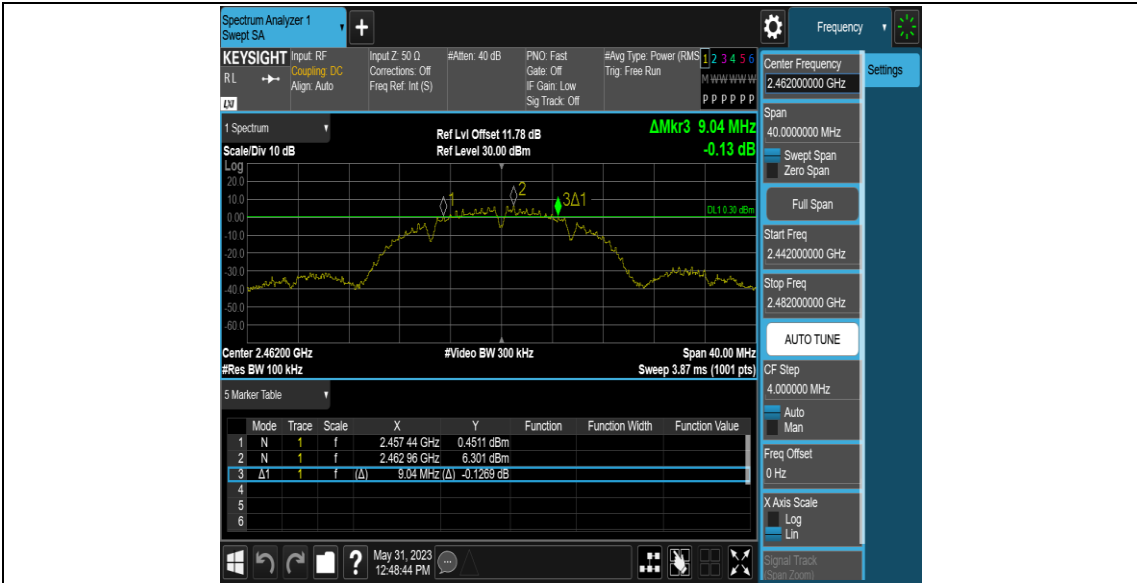 Spectrum Analyzer 1
Swept SA
+
Frequency
KEYSIGHT
R L
LXI
Input: RF
Coupling: DC
Align: Auto
Input Z: 50 Ω
Corrections: Off
Freq Ref: Int (S)
#Atten: 40 dB
PNO: Fast
Gate: Off
IF Gain: Low
Sig Track: Off
#Avg Type: Power (RMS
Trig: Free Run
1 2 3 4 5 6
M W W W W W
P P P P P P
1 Spectrum
Scale/Div 10 dB
Ref Lvl Offset 11.78 dB
Ref Level 30.00 dBm
ΔMkr3 9.04 MHz
-0.13 dB
Log
20.0
10.0
0.00
-10.0
-20.0
-30.0
-40.0
-50.0
-60.0
1
2
3Δ1
DL1 0.30 dBm
Center 2.46200 GHz
#Video BW 300 kHz
Span 40.00 MHz
#Res BW 100 kHz
Sweep 3.87 ms (1001 pts)
5 Marker Table
Mode Trace Scale X Y Function Function Width Function Value
1 N 1 f 2.457 44 GHz 0.4511 dBm
2 N 1 f 2.462 96 GHz 6.301 dBm
3 Δ1 1 f (Δ) 9.04 MHz (Δ) -0.1269 dB
4
5
6
May 31, 2023
12:48:44 PM
?
Center Frequency
2.462000000 GHz
Settings
Span
40.0000000 MHz
Swept Span
Zero Span
Full Span
Start Freq
2.442000000 GHz
Stop Freq
2.482000000 GHz
AUTO TUNE
CF Step
4.000000 MHz
Auto
Man
Freq Offset
0 Hz
X Axis Scale
Log
Lin
Signal Track
(Span Zoom)